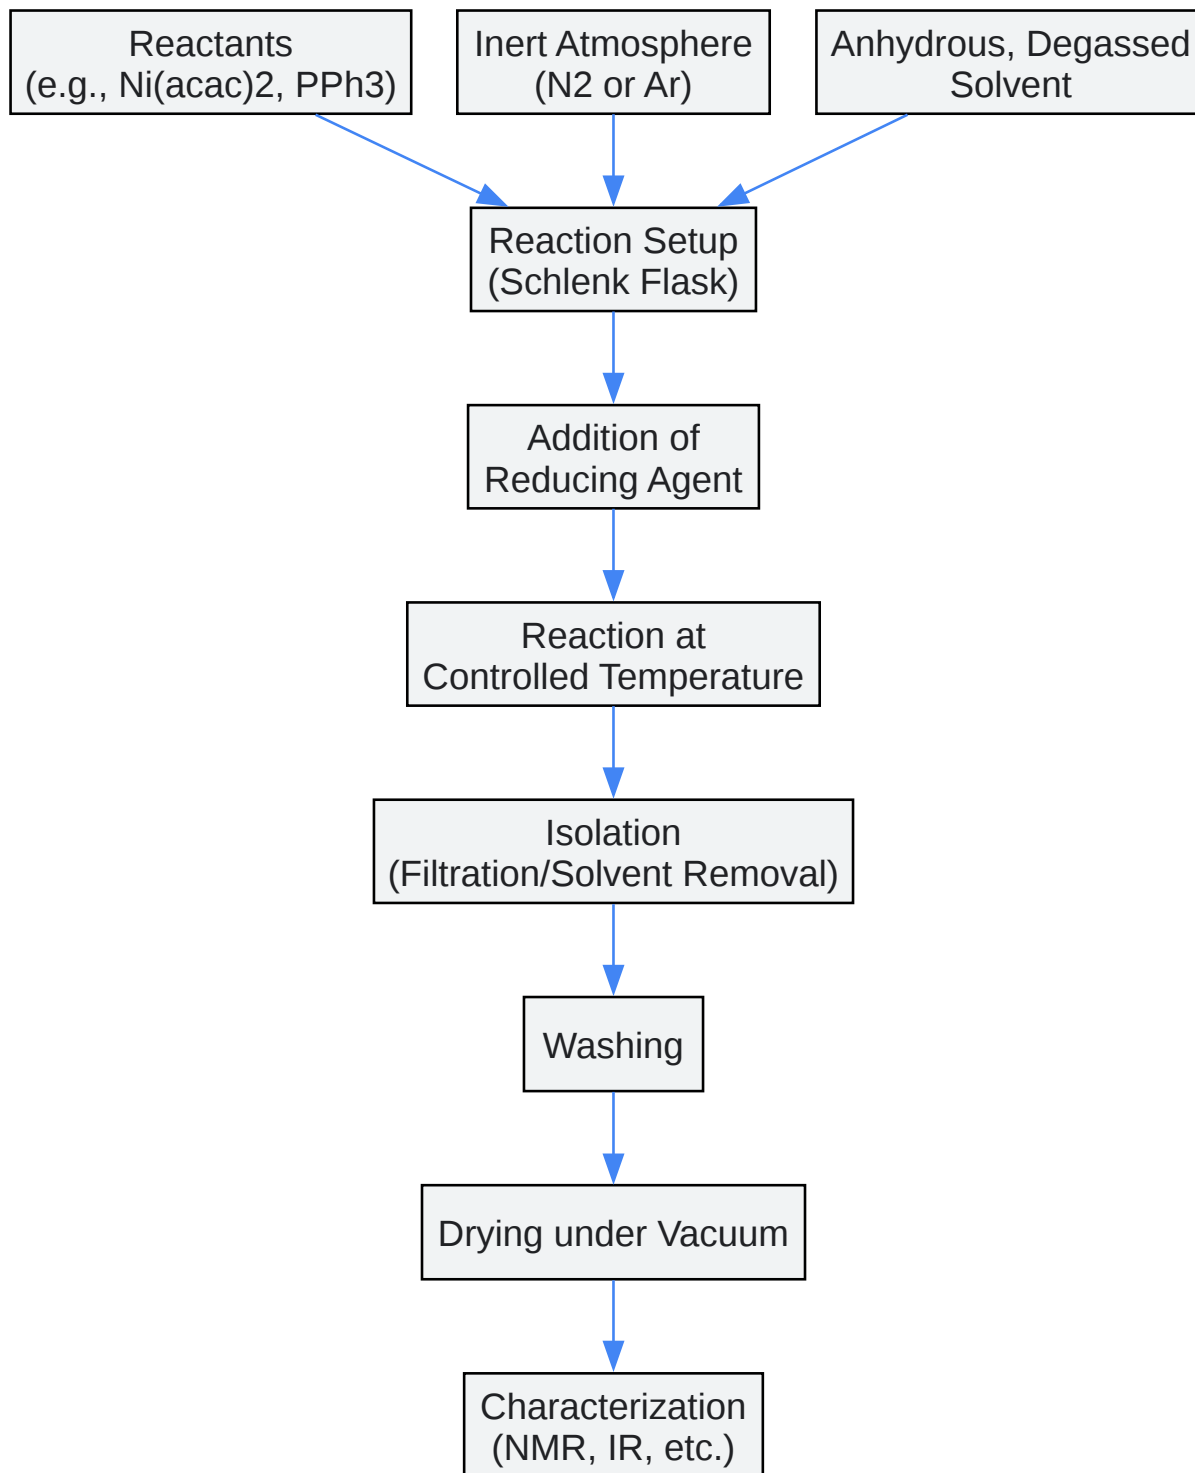 Reactants
(e.g., Ni(acac)2, PPh3)
Inert Atmosphere
(N2 or Ar)
Anhydrous, Degassed
Solvent
Reaction Setup
(Schlenk Flask)
Addition of
Reducing Agent
Reaction at
Controlled Temperature
Isolation
(Filtration/Solvent Removal)
Washing
Drying under Vacuum
Characterization
(NMR, IR, etc.)